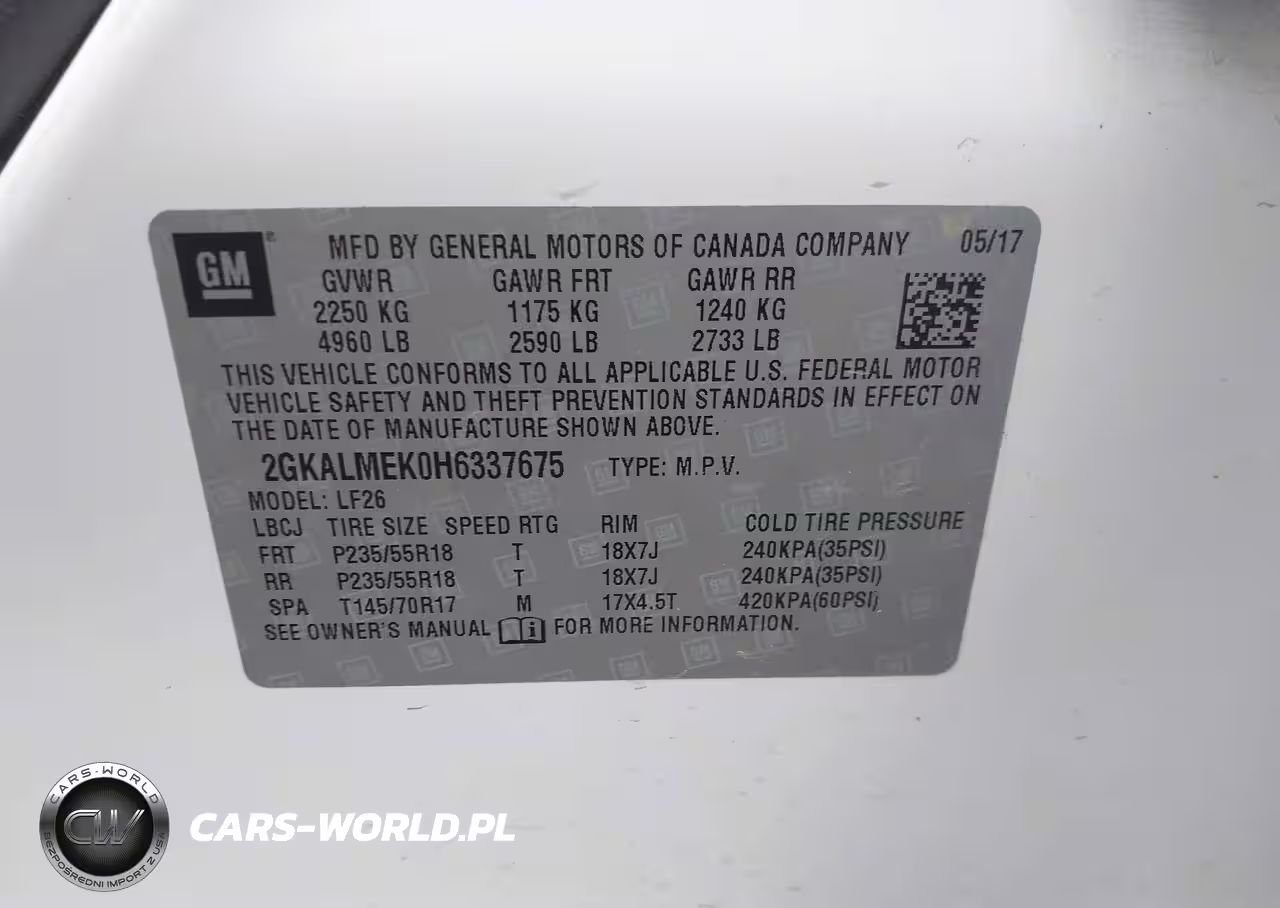 GM
MFD BY GENERAL MOTORS OF CANADA COMPANY 05/17
GVWR GAWR FRT GAWR RR
2250 KG 1175 KG 1240 KG
4960 LB 2590 LB 2733 LB
THIS VEHICLE CONFORMS TO ALL APPLICABLE U.S. FEDERAL MOTOR
VEHICLE SAFETY AND THEFT PREVENTION STANDARDS IN EFFECT ON
THE DATE OF MANUFACTURE SHOWN ABOVE.
2GKALMEK0H6337675 TYPE: M.P.V.
MODEL: LF26
LBCJ TIRE SIZE SPEED RTG RIM COLD TIRE PRESSURE
FRT P235/55R18 T 18X7J 240KPA(35PSI)
RR P235/55R18 T 18X7J 240KPA(35PSI)
SPA T145/70R17 M 17X4.5T 420KPA(60PSI)
SEE OWNER'S MANUAL FOR MORE INFORMATION.
CARS-WORLD
CW
BEZPOŚREDNI IMPORT Z USA
CARS-WORLD.PL